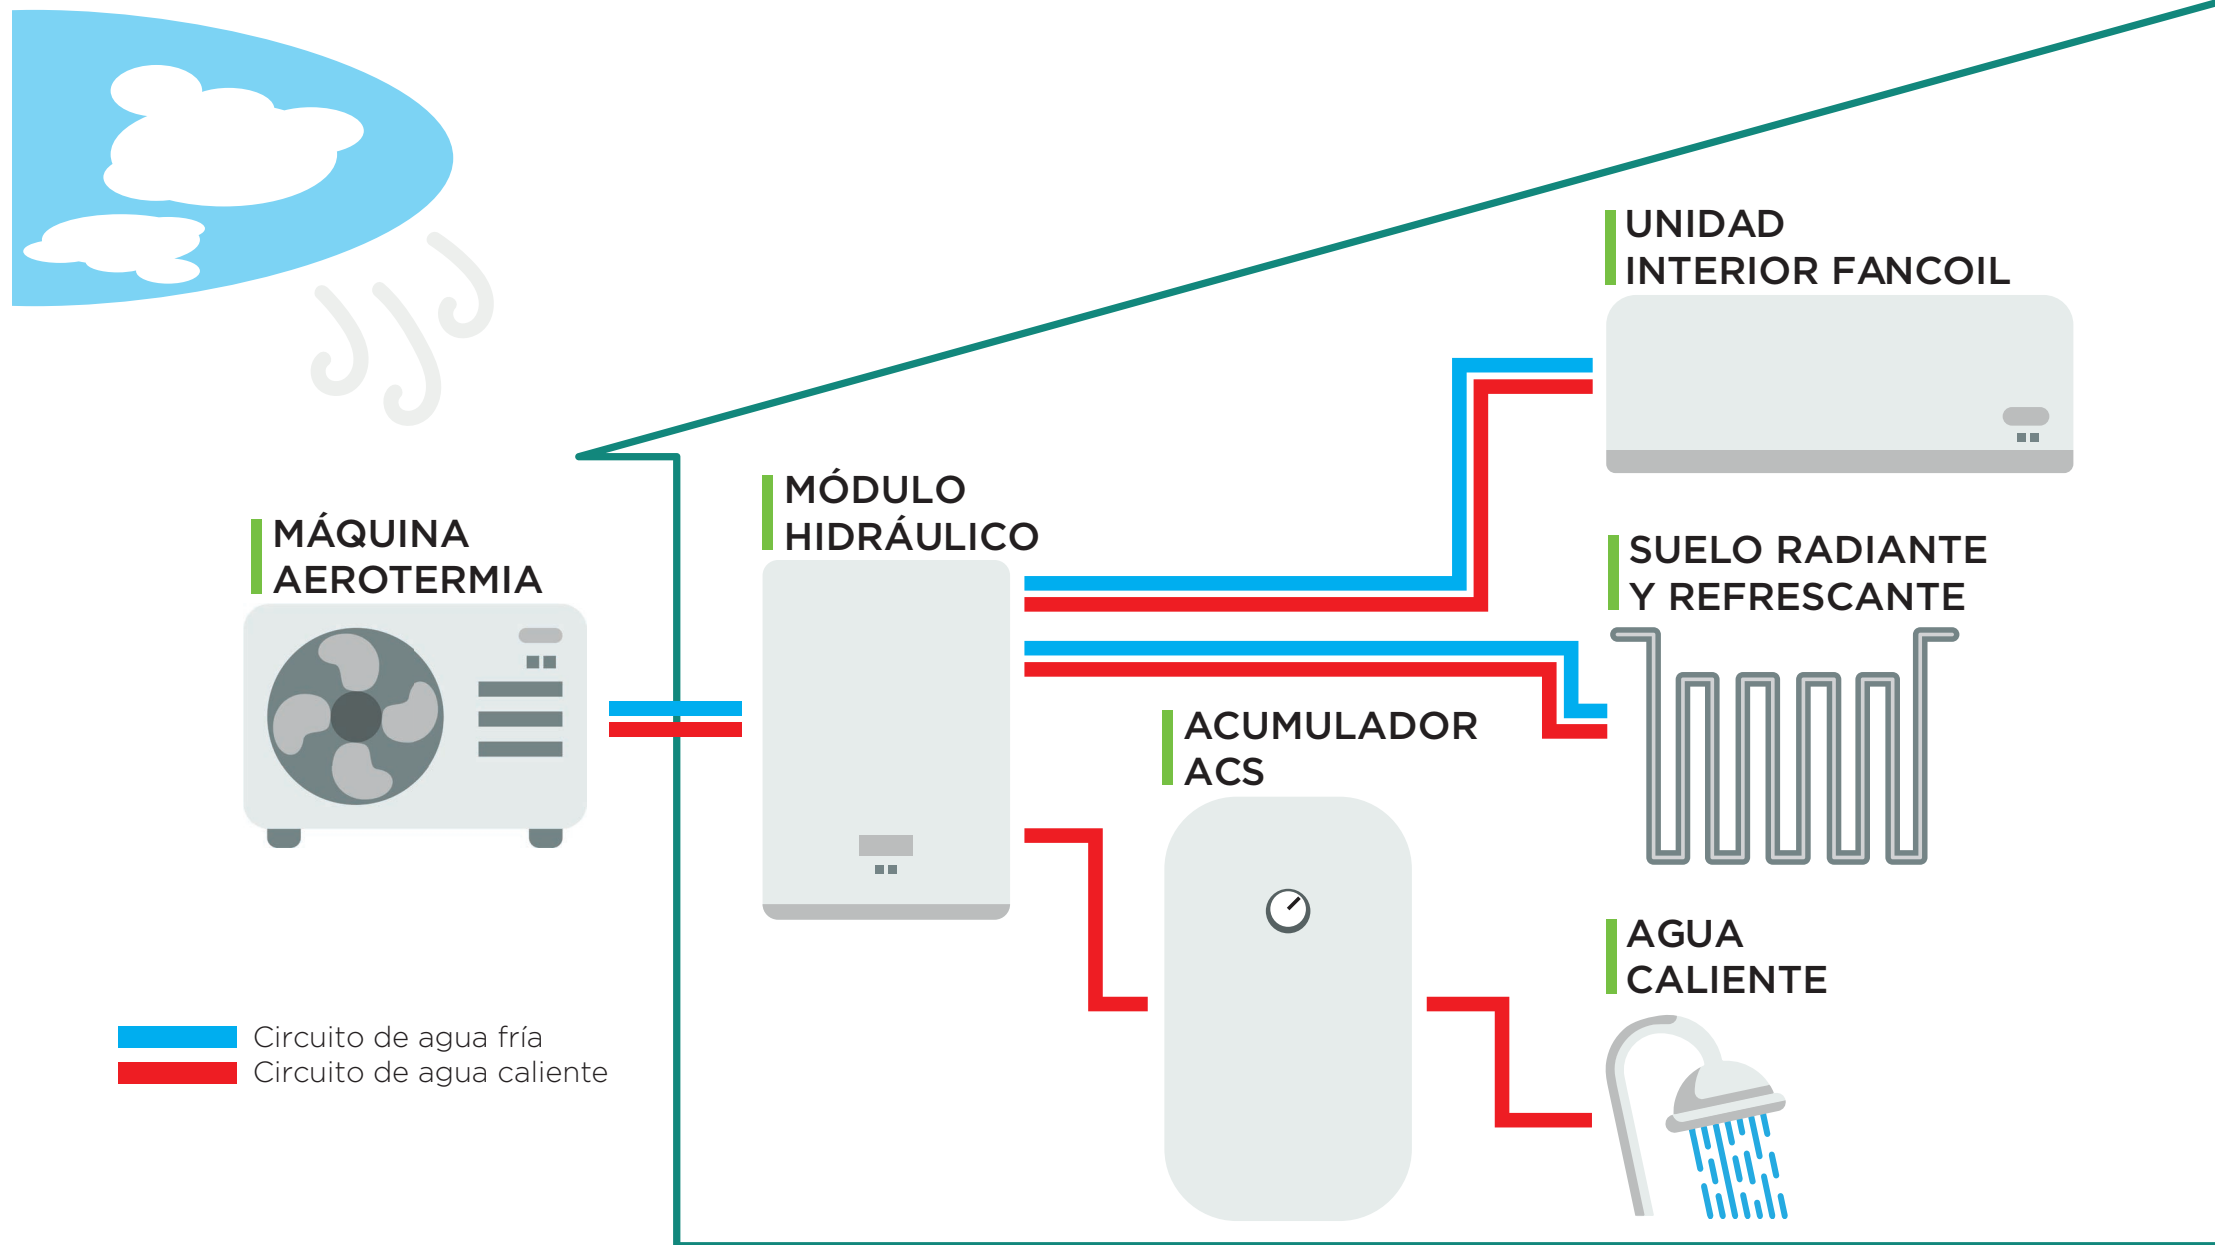 UNIDAD
INTERIOR FANCOIL
MÓDULO
HIDRÁULICO
MÁQUINA
AEROTERMIA
SUELO RADIANTE
Y REFRESCANTE
ACUMULADOR
ACS
AGUA
CALIENTE
Circuito de agua fría
Circuito de agua caliente